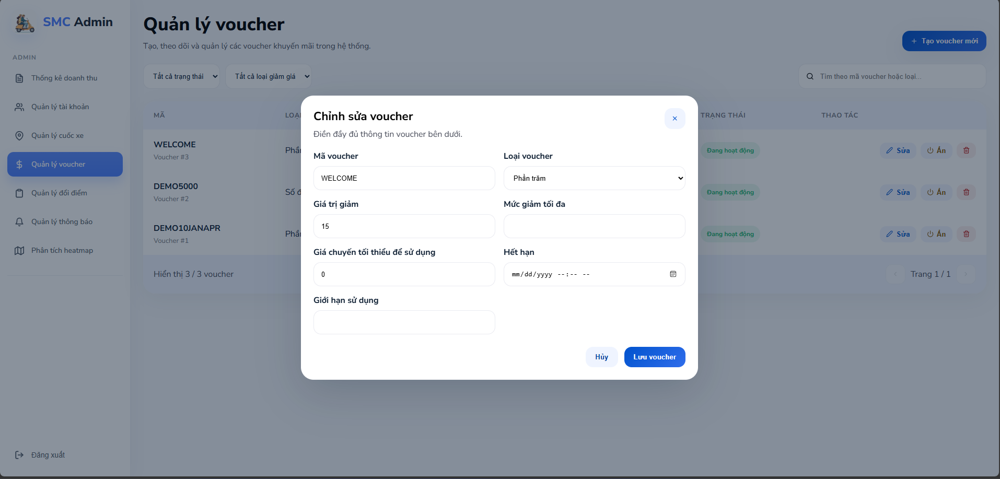 SMC Admin
ADMIN
Thống kê doanh thu
Quản lý tài khoản
Quản lý cuốc xe
Quản lý voucher
Quản lý đổi điểm
Quản lý thông báo
Phân tích heatmap
Đăng xuất
Quản lý voucher
Tạo, theo dõi và quản lý các voucher khuyến mãi trong hệ thống.
+ Tạo voucher mới
Tất cả trạng thái
Tất cả loại giảm giá
Tìm theo mã voucher hoặc loại...
MÃ
TRẠNG THÁI
THAO TÁC
WELCOME
Voucher #3
Đang hoạt động
Sửa
Ẩn
DEMO5000
Voucher #2
Số
Đang hoạt động
Sửa
Ẩn
DEMO10JANAPR
Voucher #1
Đang hoạt động
Sửa
Ẩn
Hiển thị 3 / 3 voucher
Trang 1 / 1
Chỉnh sửa voucher
Điền đầy đủ thông tin voucher bên dưới.
Mã voucher
WELCOME
Loại voucher
Phần trăm
Giá trị giảm
15
Mức giảm tối đa
Giá chuyến tối thiểu để sử dụng
0
Hết hạn
mm/dd/yyyy --:-- --
Giới hạn sử dụng
Hủy
Lưu voucher